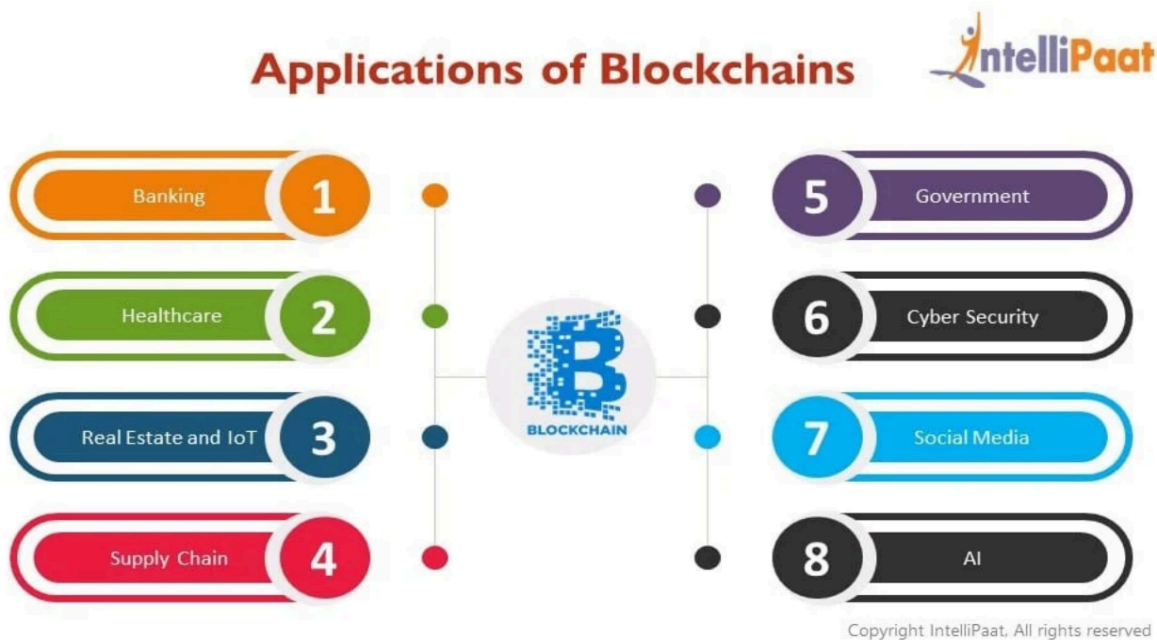 IntelliPaat
Applications of Blockchains
Banking
1
Healthcare
2
Real Estate and IoT
3
Supply Chain
4
BLOCKCHAIN
5
Government
6
Cyber Security
7
Social Media
8
AI
Copyright IntelliPaat, All rights reserved